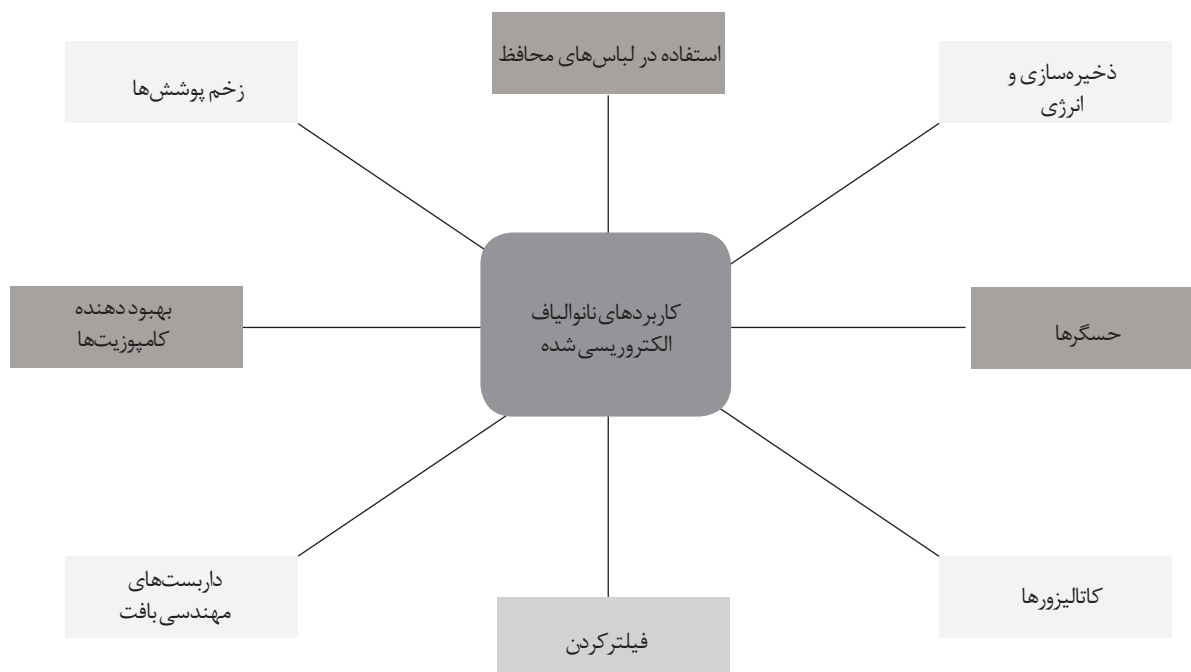 استفاده در لباس‌های محافظ
ذخیره‌سازی و
انرژی
زخم پوشش‌ها
کاربردهای نانوالیاف
الکتروریسی شده
حسگرها
بهبود دهنده
کامپوزیت‌ها
کاتالیزورها
داربست‌های
مهندسی بافت
فیلتر کردن